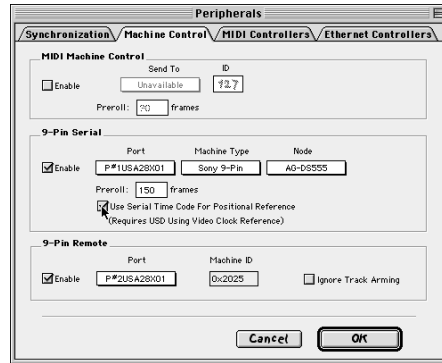 Peripherals
Synchronization Machine Control MIDI Controllers Ethernet Controllers
MIDI Machine Control
Send To ID
Enable Unavailable 127
Preroll: frames
9-Pin Serial
Port Machine Type Node
Enable P#1USA28X01 Sony 9-Pin AG-DS555
Preroll: 150 frames
Use Serial Time Code For Positional Reference
(Requires USD Using Video Clock Reference)
9-Pin Remote
Port Machine ID
Enable P#2USA28X01 0x2025 Ignore Track Arming
Cancel OK